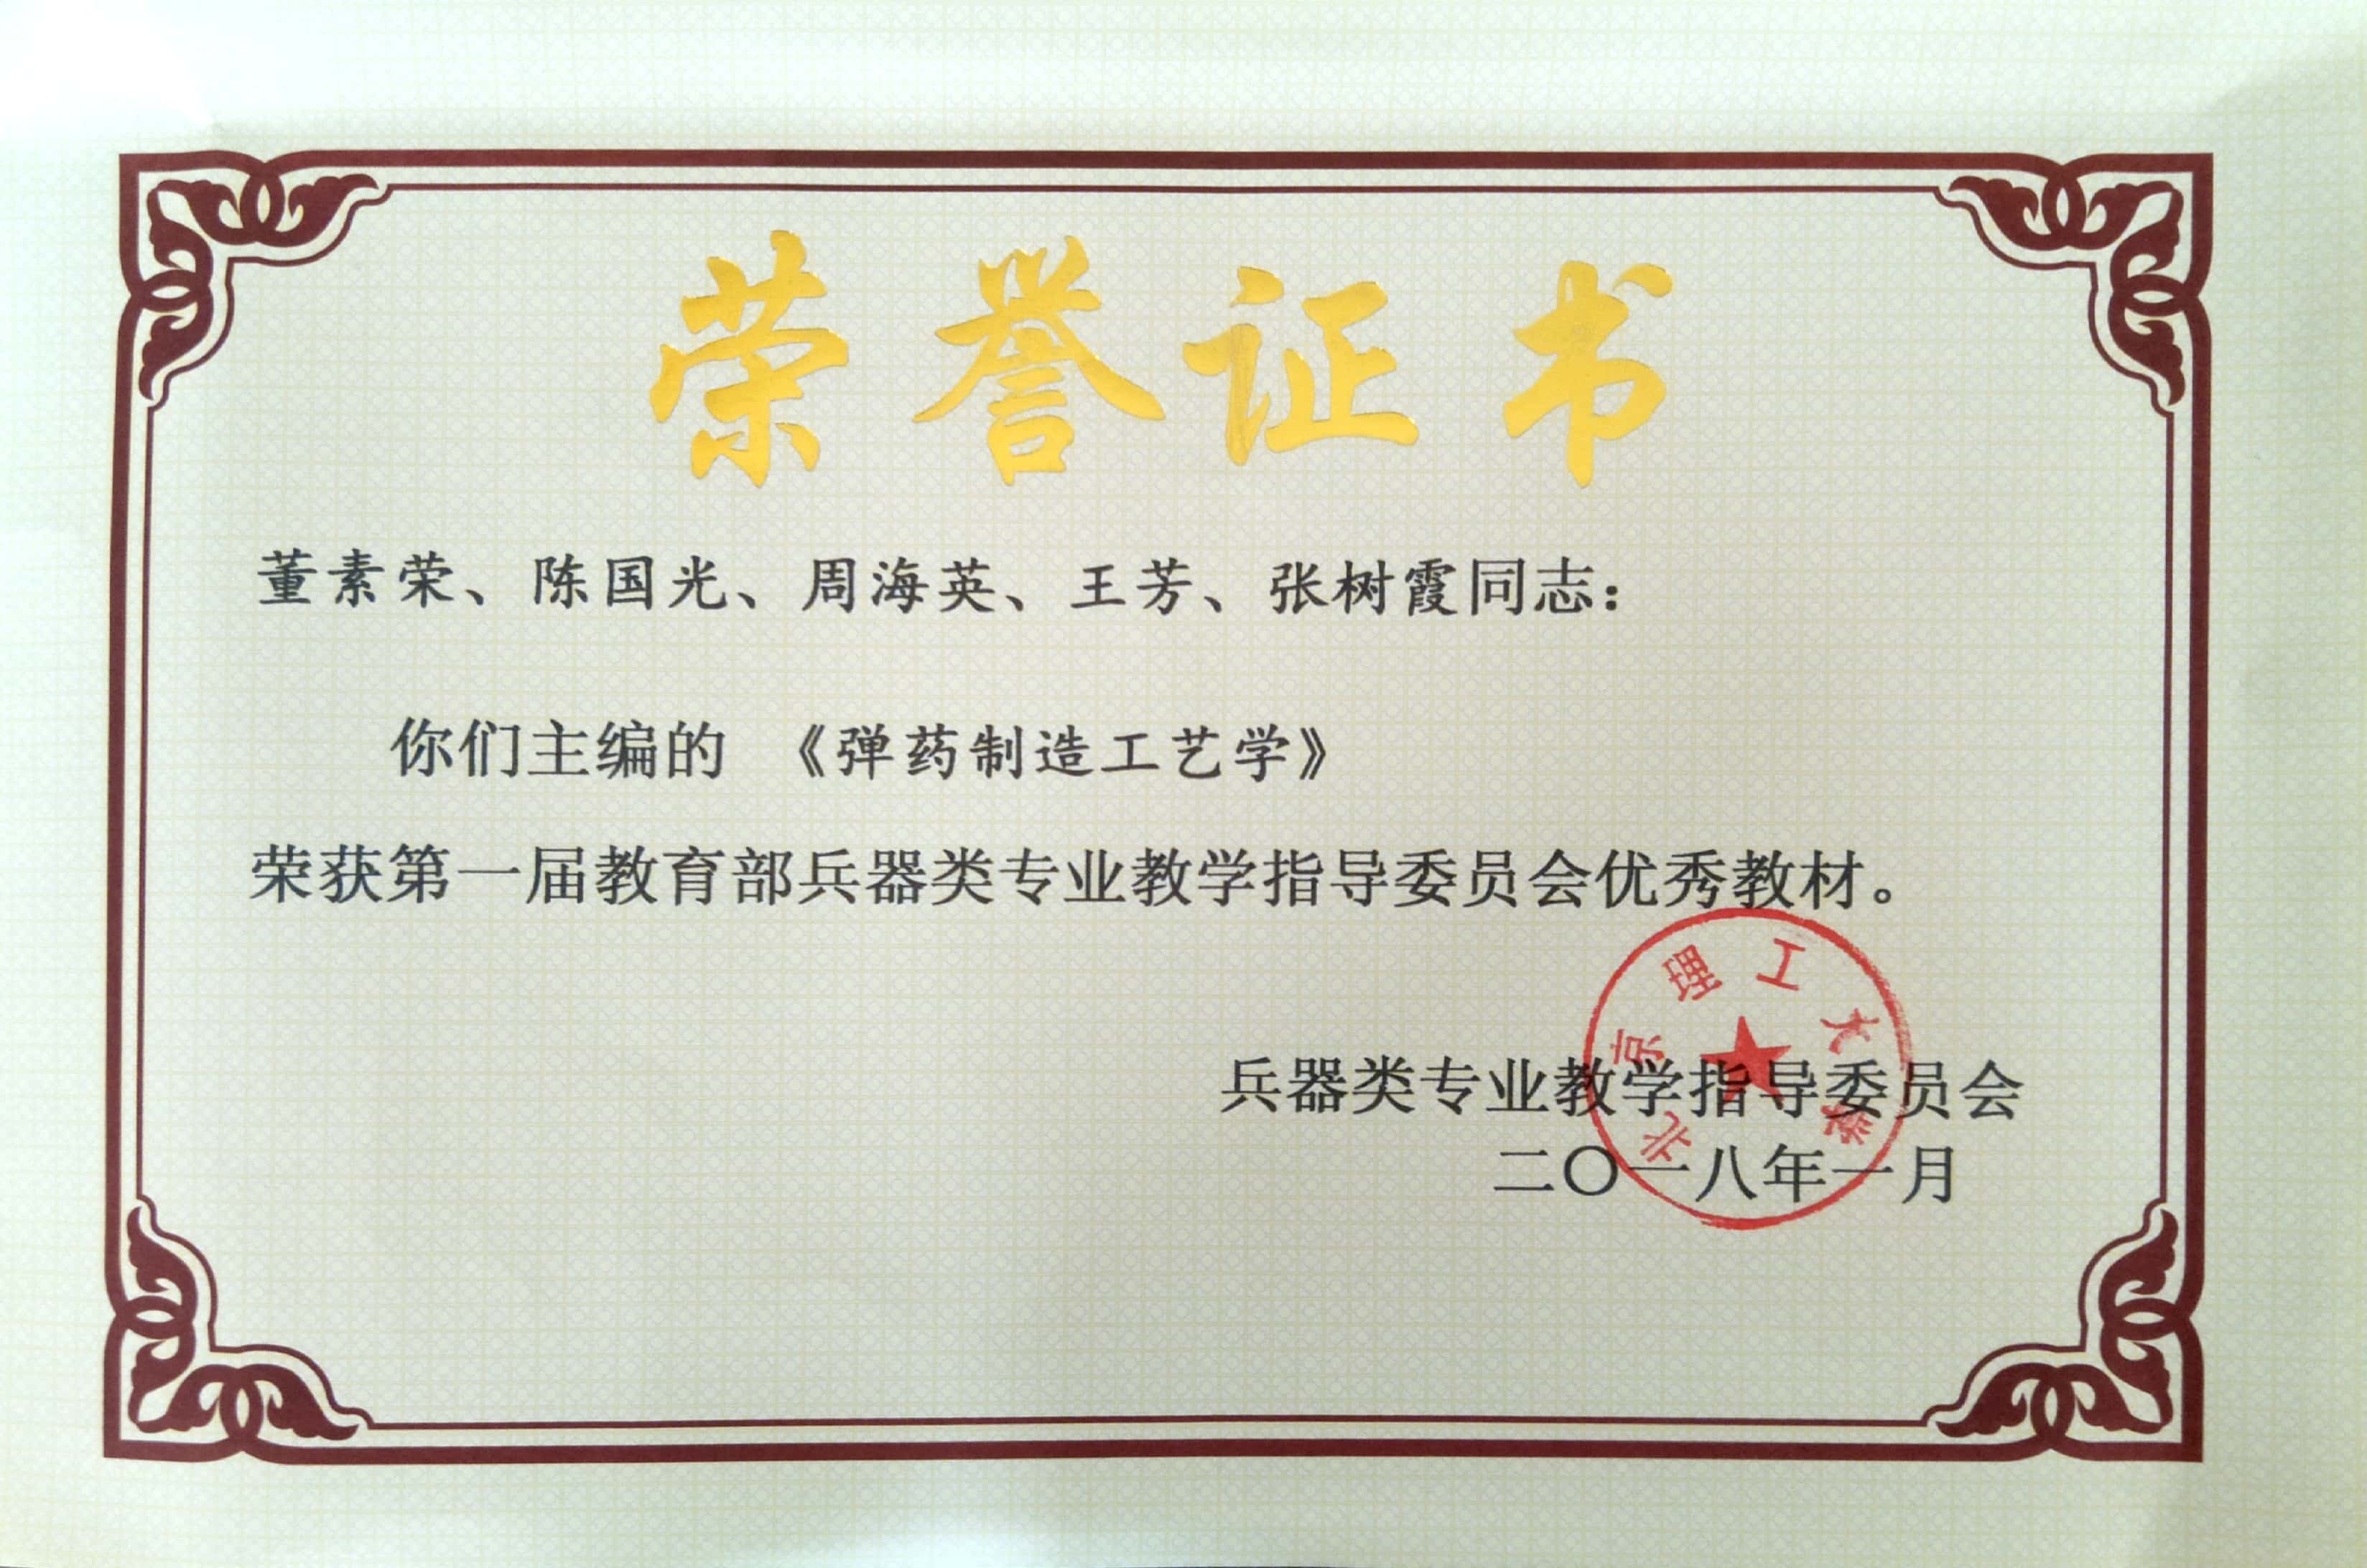 荣誉证书
董素荣、陈国光、周海英、王芳、张树霞同志：
你们主编的 《弹药制造工艺学》
荣获第一届教育部兵器类专业教学指导委员会优秀教材。
北京理工大学
兵器类专业教学指导委员会
二〇一八年一月